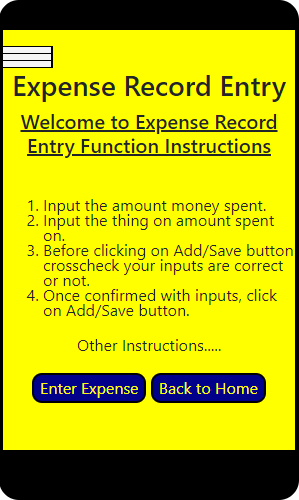 Expense Record Entry
Welcome to Expense Record
Entry Function Instructions
1. Input the amount money spent.
2. Input the thing on amount spent
on.
3. Before clicking on Add/Save button
crosscheck your inputs are correct
or not.
4. Once confirmed with inputs, click
on Add/Save button.
Other Instructions.....
Enter Expense Back to Home